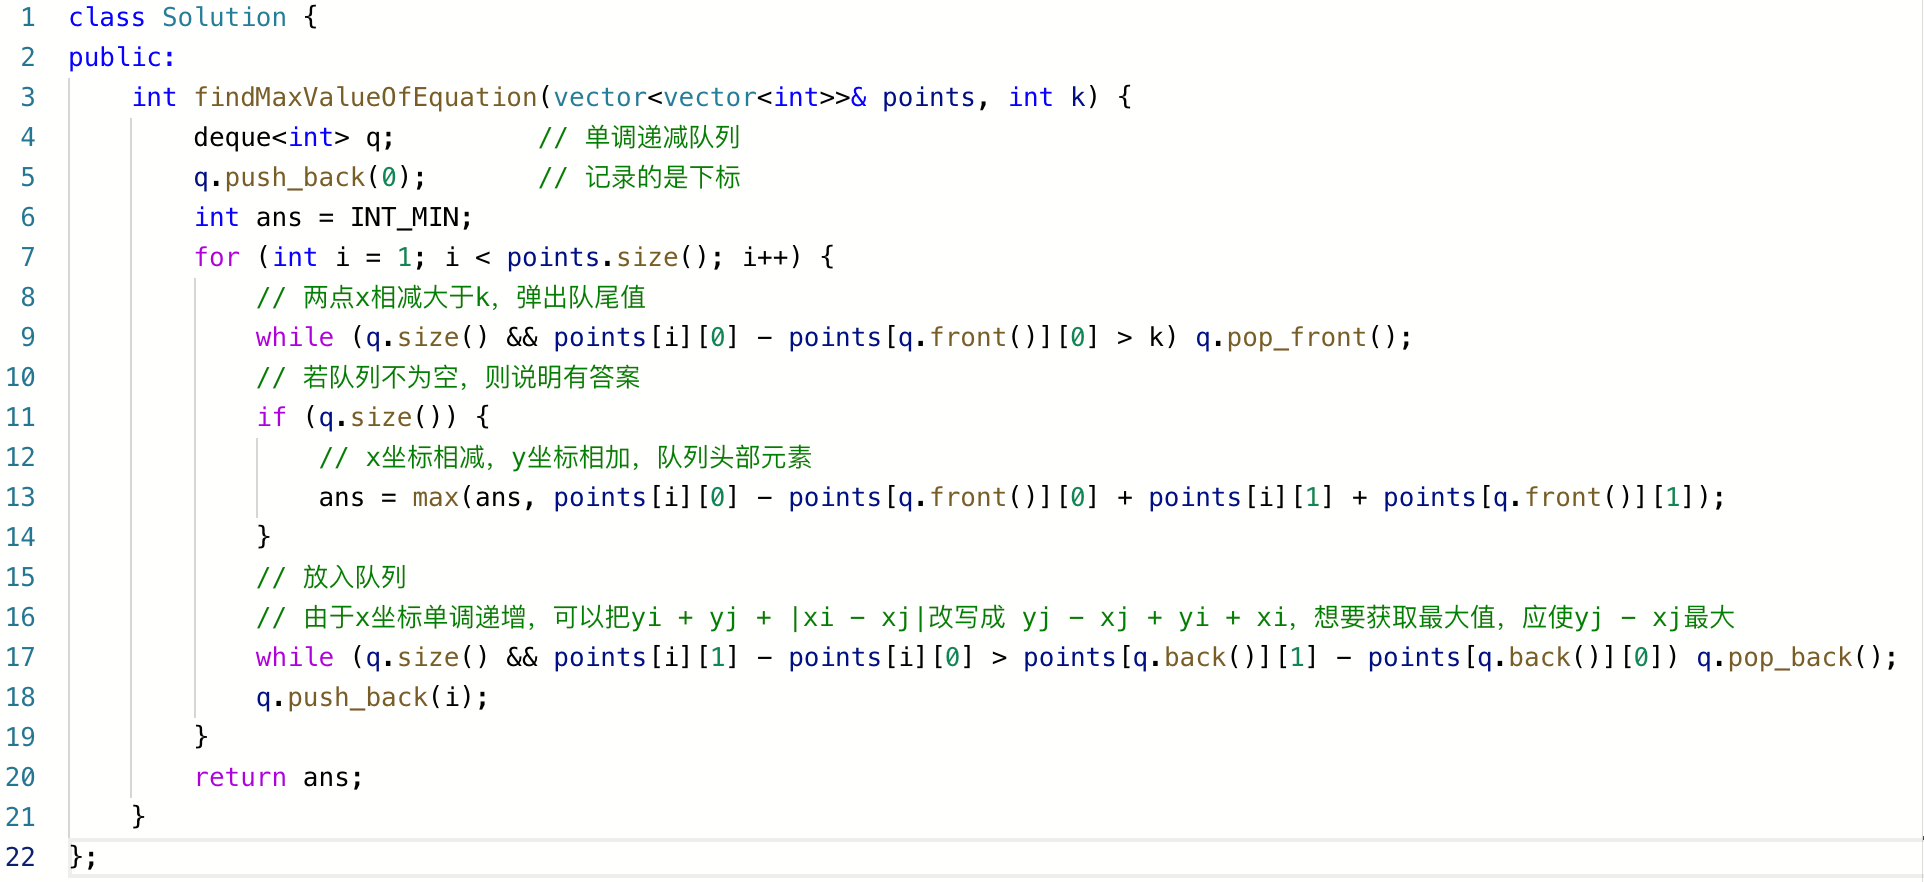 1 class Solution {
2 public:
3     int findMaxValueOfEquation(vector<vector<int>>& points, int k) {
4         deque<int> q;         // 单调递减队列
5         q.push_back(0);       // 记录的是下标
6         int ans = INT_MIN;
7         for (int i = 1; i < points.size(); i++) {
8             // 两点x相减大于k，弹出队尾值
9             while (q.size() && points[i][0] - points[q.front()][0] > k) q.pop_front();
10             // 若队列不为空，则说明有答案
11             if (q.size()) {
12                 // x坐标相减，y坐标相加，队列头部元素
13                 ans = max(ans, points[i][0] - points[q.front()][0] + points[i][1] + points[q.front()][1]);
14             }
15             // 放入队列
16             // 由于x坐标单调递增，可以把yi + yj + |xi - xj|改写成 yj - xj + yi + xi，想要获取最大值，应使yj - xj最大
17             while (q.size() && points[i][1] - points[i][0] > points[q.back()][1] - points[q.back()][0]) q.pop_back();
18             q.push_back(i);
19         }
20         return ans;
21     }
22 };